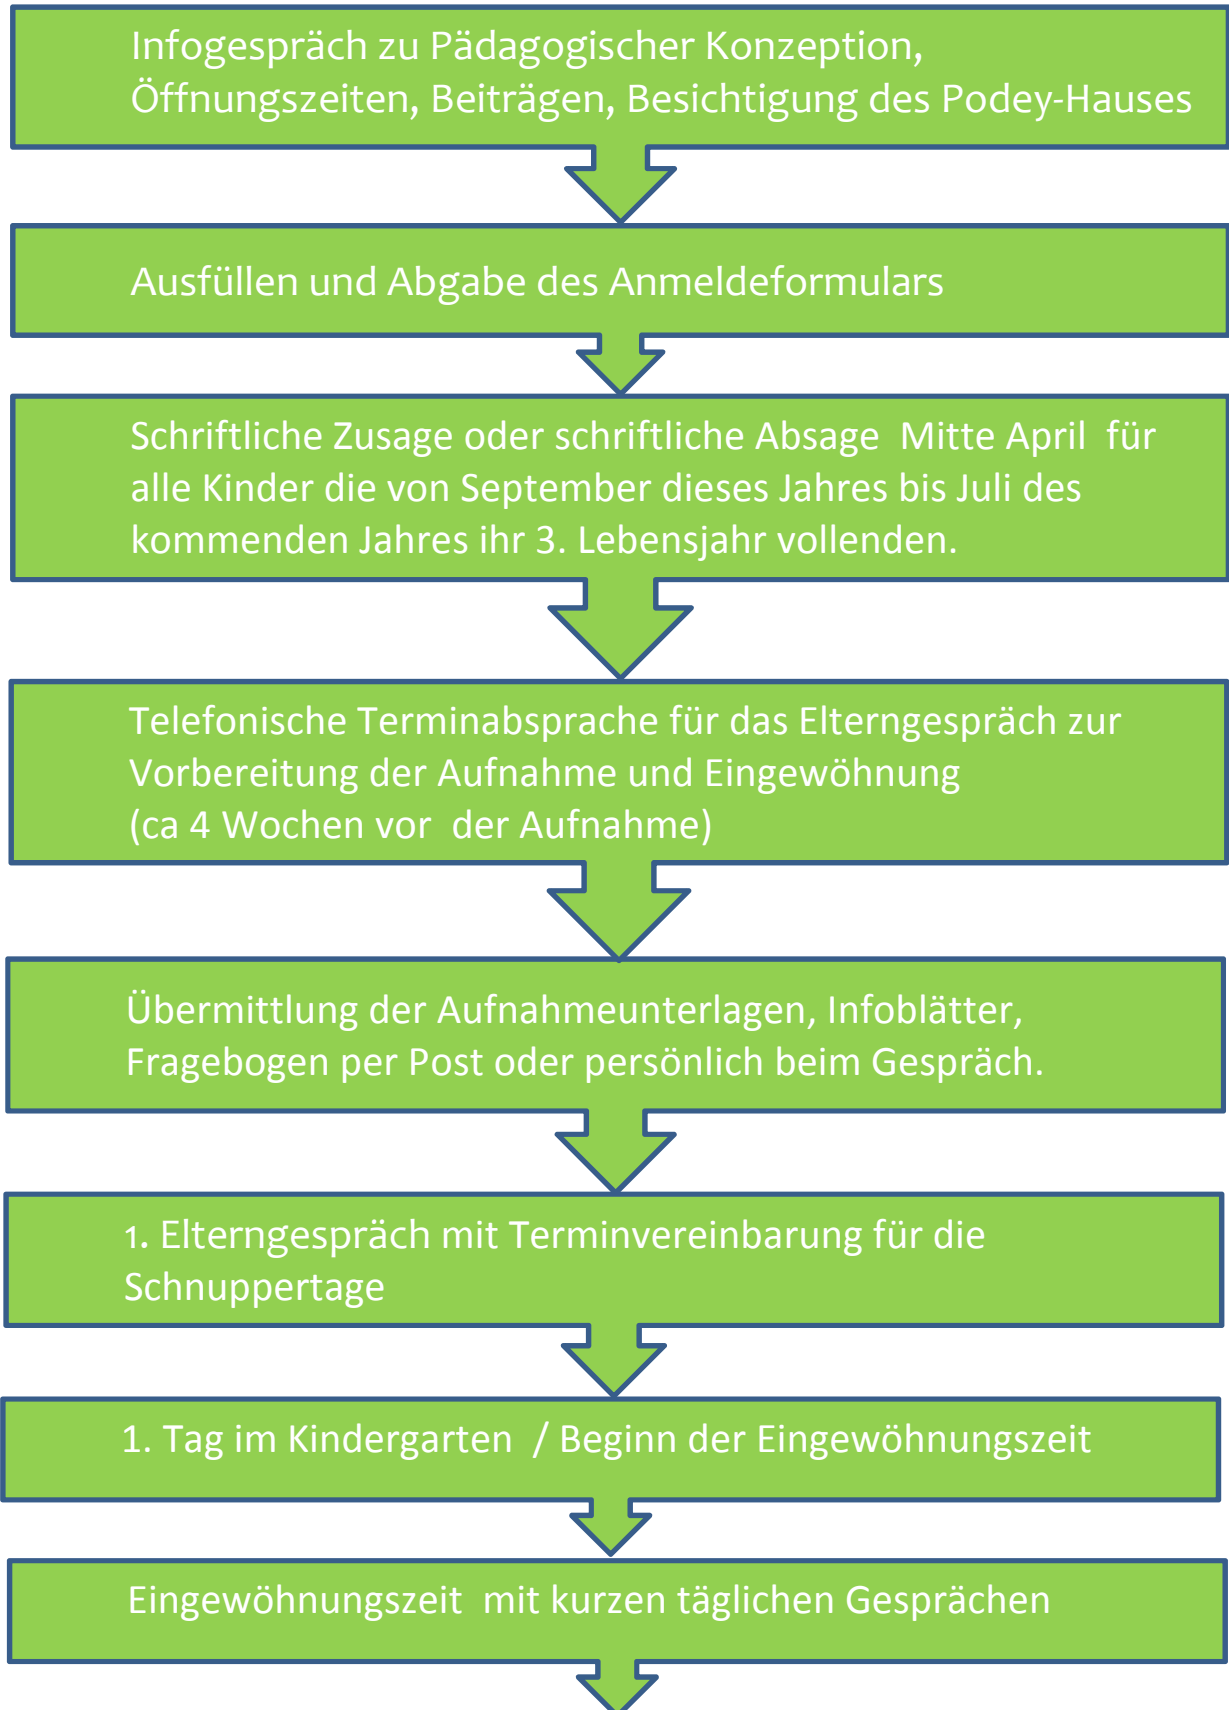 Infogespräch zu Pädagogischer Konzeption,
Öffnungszeiten, Beiträgen, Besichtigung des Podey-Hauses
Ausfüllen und Abgabe des Anmeldeformulars
Schriftliche Zusage oder schriftliche Absage  Mitte April  für
alle Kinder die von September dieses Jahres bis Juli des
kommenden Jahres ihr 3. Lebensjahr vollenden.
Telefonische Terminabsprache für das Elterngespräch zur
Vorbereitung der Aufnahme und Eingewöhnung
(ca 4 Wochen vor  der Aufnahme)
Übermittlung der Aufnahmeunterlagen, Infoblätter,
Fragebogen per Post oder persönlich beim Gespräch.
1. Elterngespräch mit Terminvereinbarung für die
Schnuppertage
1. Tag im Kindergarten  / Beginn der Eingewöhnungszeit
Eingewöhnungszeit  mit kurzen täglichen Gesprächen